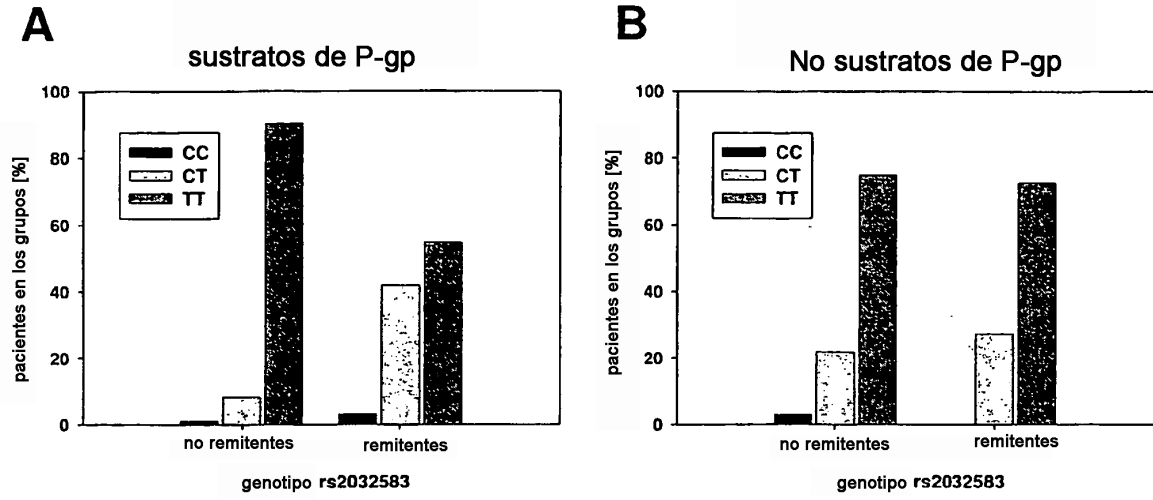 A
sustratos de P-gp
100
80
60
40
20
0
pacientes en los grupos [%]
CC
CT
TT
no remitentes
remitentes
genotipo rs2032583
B
No sustratos de P-gp
100
80
60
40
20
0
pacientes en los grupos [%]
CC
CT
TT
no remitentes
remitentes
genotipo rs2032583